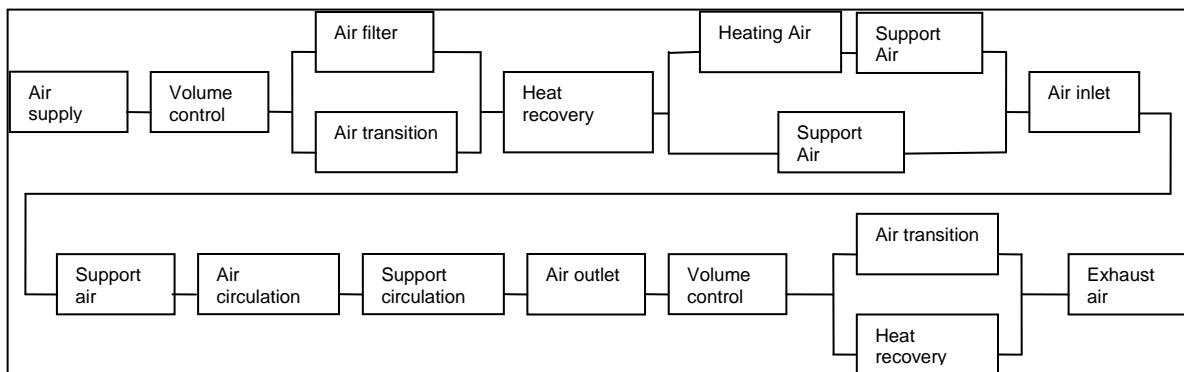 Air
supply
Volume
control
Air filter
Air transition
Heat
recovery
Heating Air
Support
Air
Support
Air
Air inlet
Support
air
Air
circulation
Support
circulation
Air outlet
Volume
control
Air transition
Heat
recovery
Exhaust
air